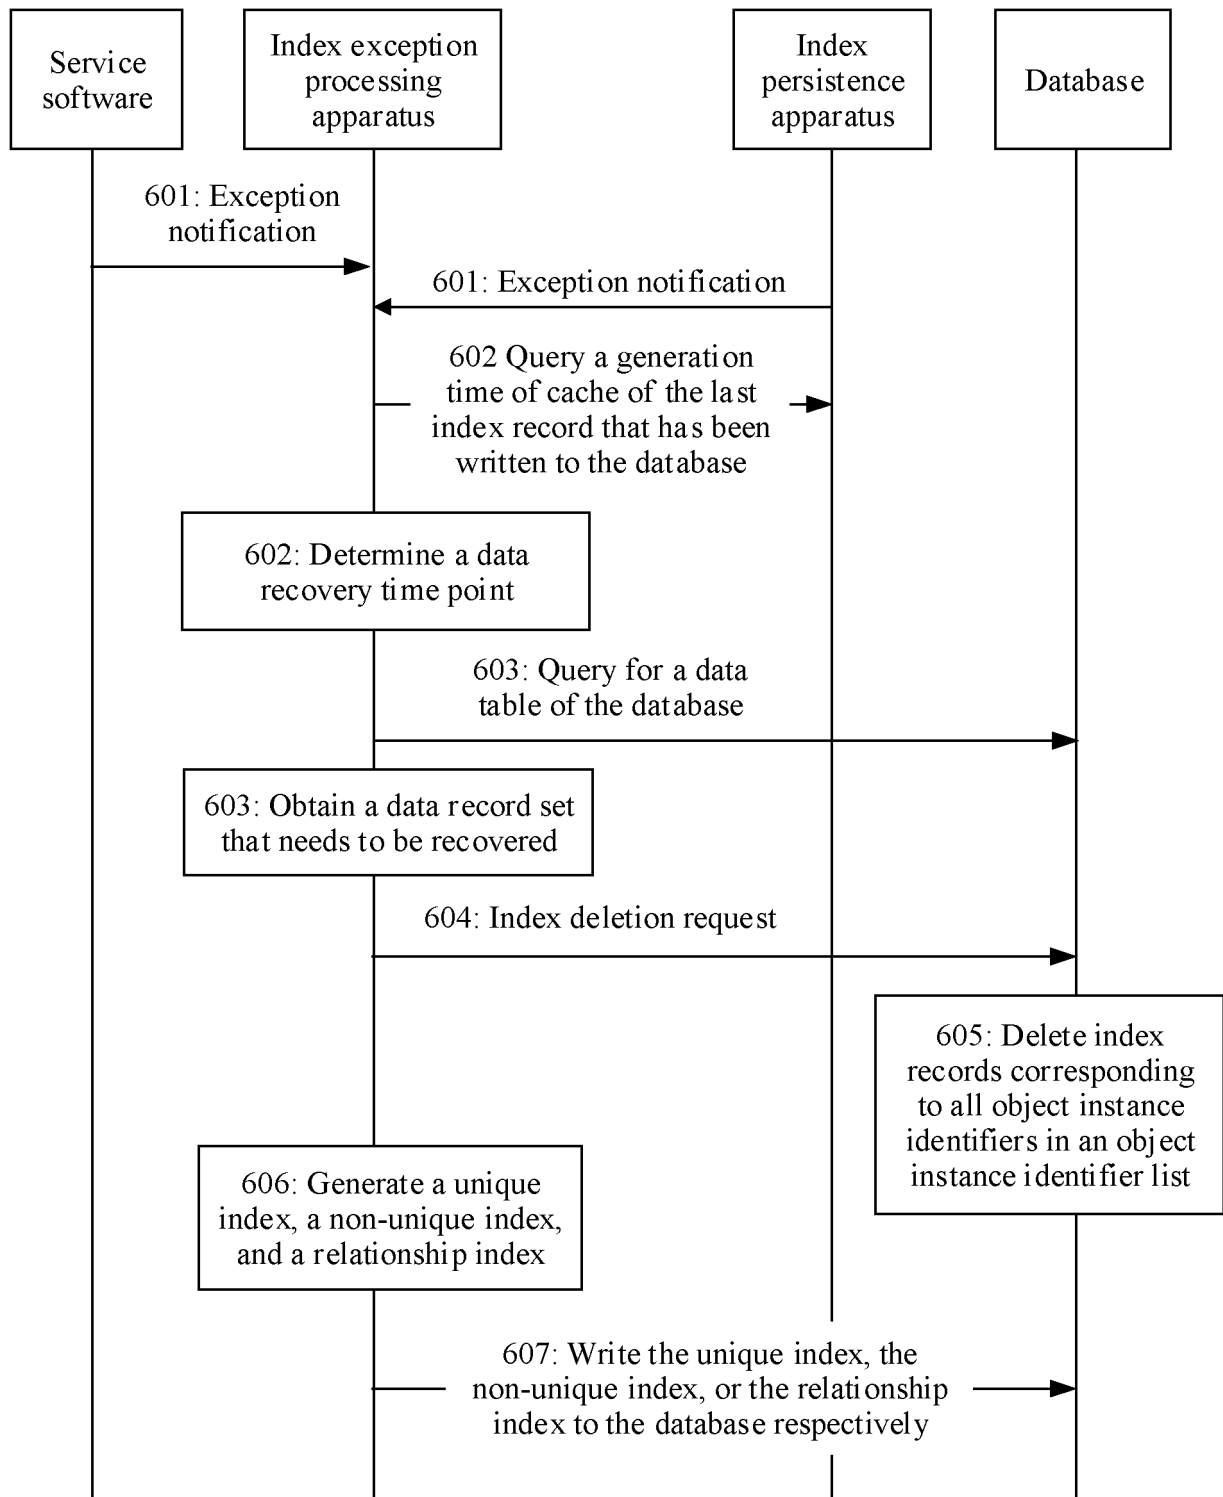 Service
software
Index exception
processing
apparatus
Index
persistence
apparatus
Database
601: Exception
notification
601: Exception notification
602 Query a generation
time of cache of the last
index record that has been
written to the database
602: Determine a data
recovery time point
603: Query for a data
table of the database
603: Obtain a data record set
that needs to be recovered
604: Index deletion request
605: Delete index
records corresponding
to all object instance
identifiers in an object
instance identifier list
606: Generate a unique
index, a non-unique index,
and a relationship index
607: Write the unique index, the
non-unique index, or the relationship
index to the database respectively